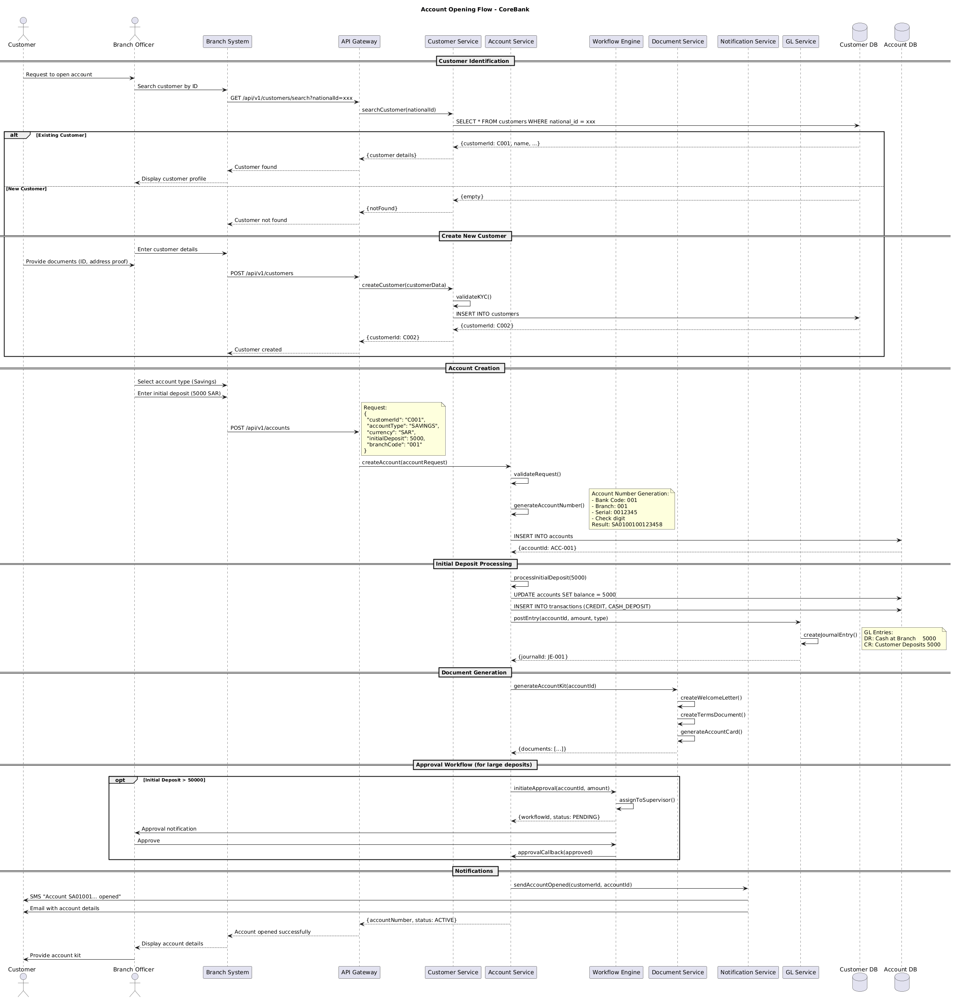 Account Opening Flow - CoreBank
Customer
Branch Officer
Branch System
API Gateway
Customer Service
Account Service
Workflow Engine
Document Service
Notification Service
GL Service
Customer DB
Account DB
Customer Identification
Request to open account
Search customer by ID
GET /api/v1/customers/search?nationalId=xxx
searchCustomer(nationalId)
SELECT * FROM customers WHERE national_id = xxx
alt
[Existing Customer]
{customerId: C001, name, ...}
{customer details}
Customer found
Display customer profile
[New Customer]
{empty}
{notFound}
Customer not found
Create New Customer
Enter customer details
Provide documents (ID, address proof)
POST /api/v1/customers
createCustomer(customerData)
validateKYC()
INSERT INTO customers
{customerId: C002}
{customerId: C002}
Customer created
Account Creation
Select account type (Savings)
Enter initial deposit (5000 SAR)
POST /api/v1/accounts
Request:
{
"customerId": "C001",
"accountType": "SAVINGS",
"currency": "SAR",
"initialDeposit": 5000,
"branchCode": "001"
}
createAccount(accountRequest)
validateRequest()
generateAccountNumber()
Account Number Generation:
- Bank Code: 001
- Branch: 001
- Serial: 0012345
- Check digit
Result: SA0100100123458
INSERT INTO accounts
{accountId: ACC-001}
Initial Deposit Processing
processInitialDeposit(5000)
UPDATE accounts SET balance = 5000
INSERT INTO transactions (CREDIT, CASH_DEPOSIT)
postEntry(accountId, amount, type)
createJournalEntry()
GL Entries:
DR: Cash at Branch    5000
CR: Customer Deposits 5000
{journalId: JE-001}
Document Generation
generateAccountKit(accountId)
createWelcomeLetter()
createTermsDocument()
generateAccountCard()
{documents: [...]}
Approval Workflow (for large deposits)
opt
[Initial Deposit > 50000]
initiateApproval(accountId, amount)
assignToSupervisor()
{workflowId, status: PENDING}
Approval notification
Approve
approvalCallback(approved)
Notifications
sendAccountOpened(customerId, accountId)
SMS "Account SA01001... opened"
Email with account details
{accountNumber, status: ACTIVE}
Account opened successfully
Display account details
Provide account kit
Customer
Branch Officer
Branch System
API Gateway
Customer Service
Account Service
Workflow Engine
Document Service
Notification Service
GL Service
Customer DB
Account DB